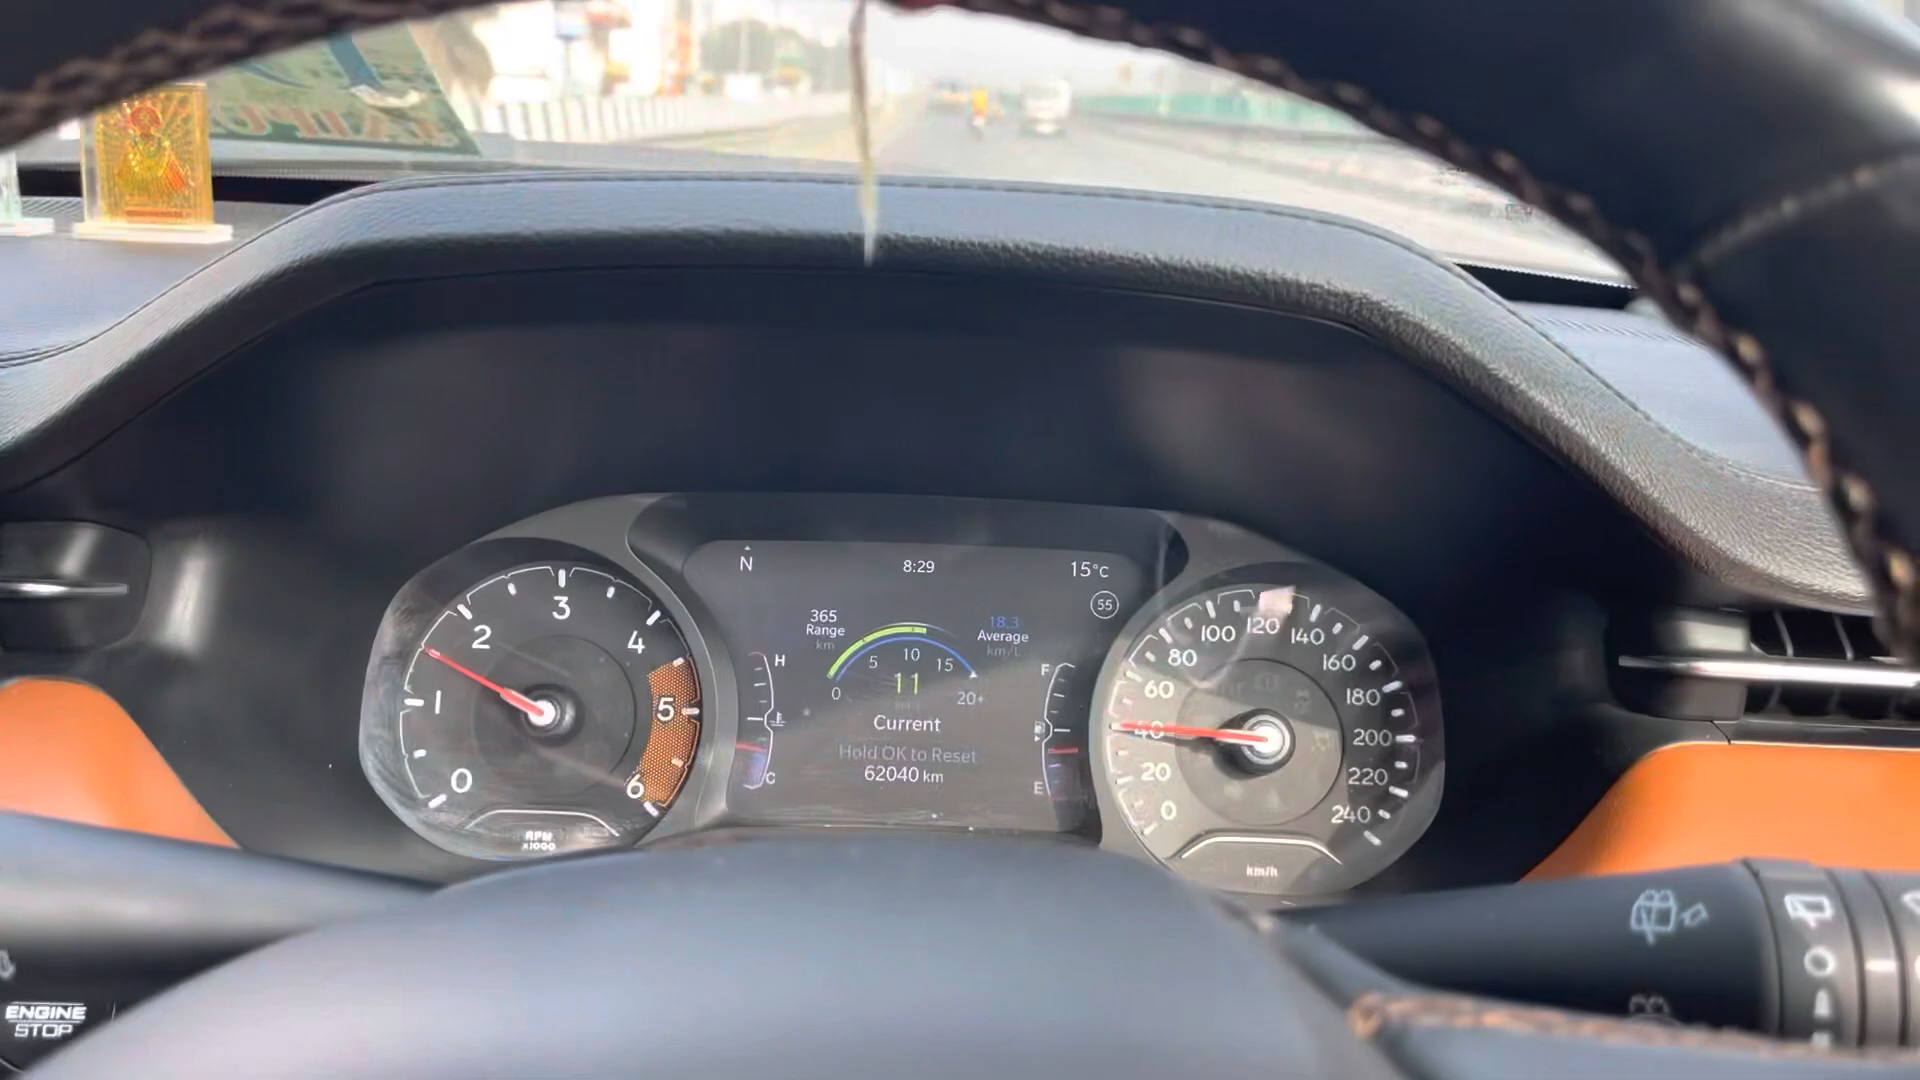 N
8:29
15°C
55
365
Range
km
18.3
Average
km/L
0
5
10
15
20+
11
Current
Hold OK to Reset
62040 km
H
C
F
E
0
1
2
3
4
5
6
RPM
x1000
0
20
40
60
80
100
120
140
160
180
200
220
240
km/h
ENGINE
STOP